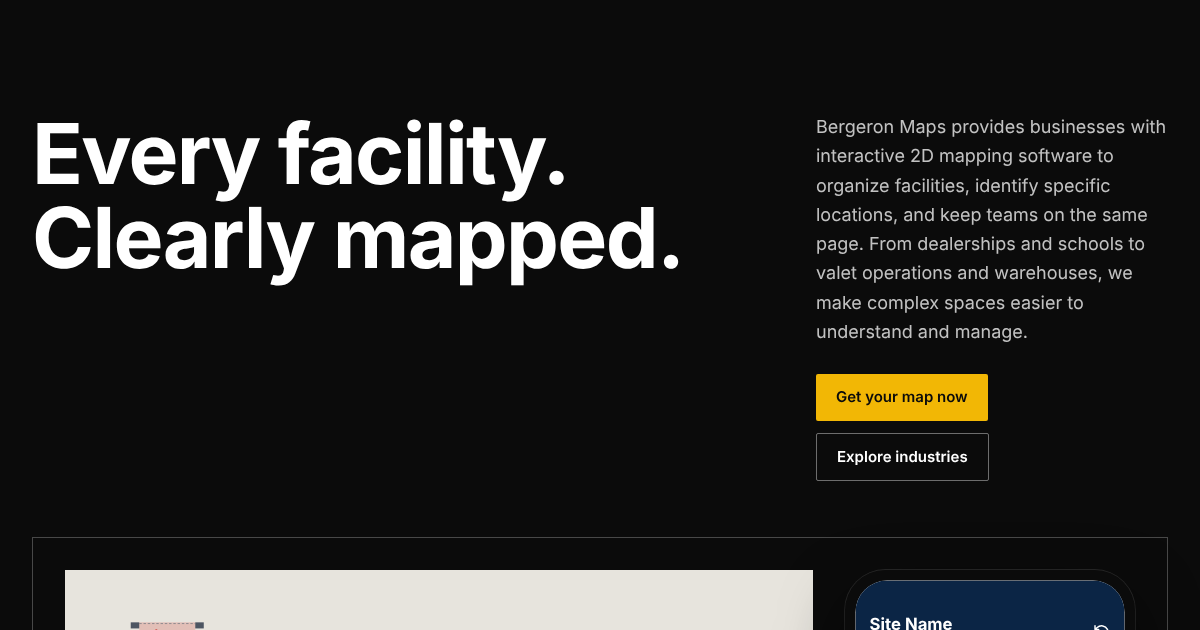 Every facility.
Clearly mapped.
Bergeron Maps provides businesses with
interactive 2D mapping software to
organize facilities, identify specific
locations, and keep teams on the same
page. From dealerships and schools to
valet operations and warehouses, we
make complex spaces easier to
understand and manage.
Get your map now
Explore industries
Site Name